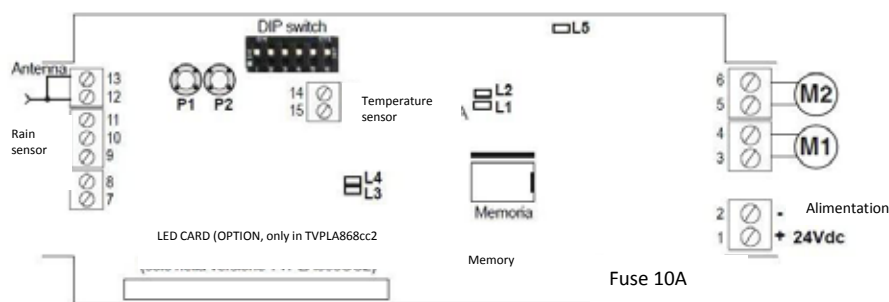 DIP switch
L5
Antenna
13
12
P1
P2
14
15
Temperature
sensor
L2
L1
6
5
M2
Rain
sensor
11
10
9
4
3
M1
8
7
L4
L3
Memoria
2
-
Alimentation
1
+ 24Vdc
LED CARD (OPTION, only in TVPLA868cc2
Memory
Fuse 10A